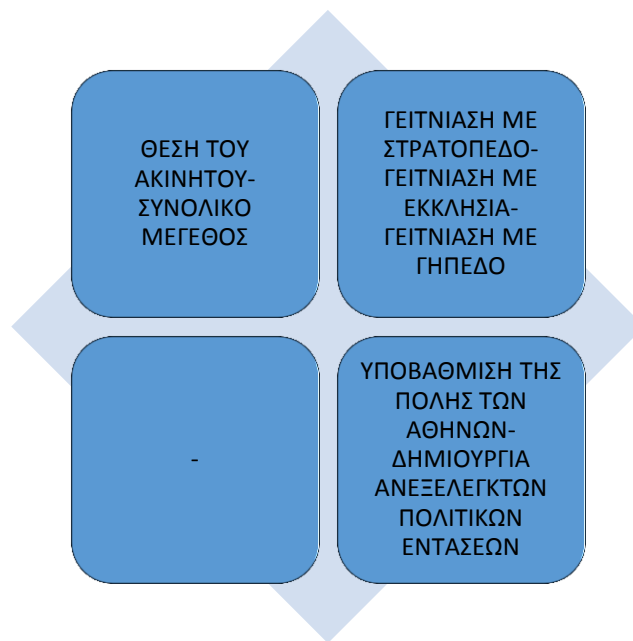 ΘΕΣΗ ΤΟΥ
ΑΚΙΝΗΤΟΥ-
ΣΥΝΟΛΙΚΟ
ΜΕΓΕΘΟΣ
ΓΕΙΤΝΙΑΣΗ ΜΕ
ΣΤΡΑΤΟΠΕΔΟ-
ΓΕΙΤΝΙΑΣΗ ΜΕ
ΕΚΚΛΗΣΙΑ-
ΓΕΙΤΝΙΑΣΗ ΜΕ
ΓΗΠΕΔΟ
-
ΥΠΟΒΑΘΜΙΣΗ ΤΗΣ
ΠΟΛΗΣ ΤΩΝ
ΑΘΗΝΩΝ-
ΔΗΜΙΟΥΡΓΙΑ
ΑΝΕΞΕΛΕΓΚΤΩΝ
ΠΟΛΙΤΙΚΩΝ
ΕΝΤΑΣΕΩΝ